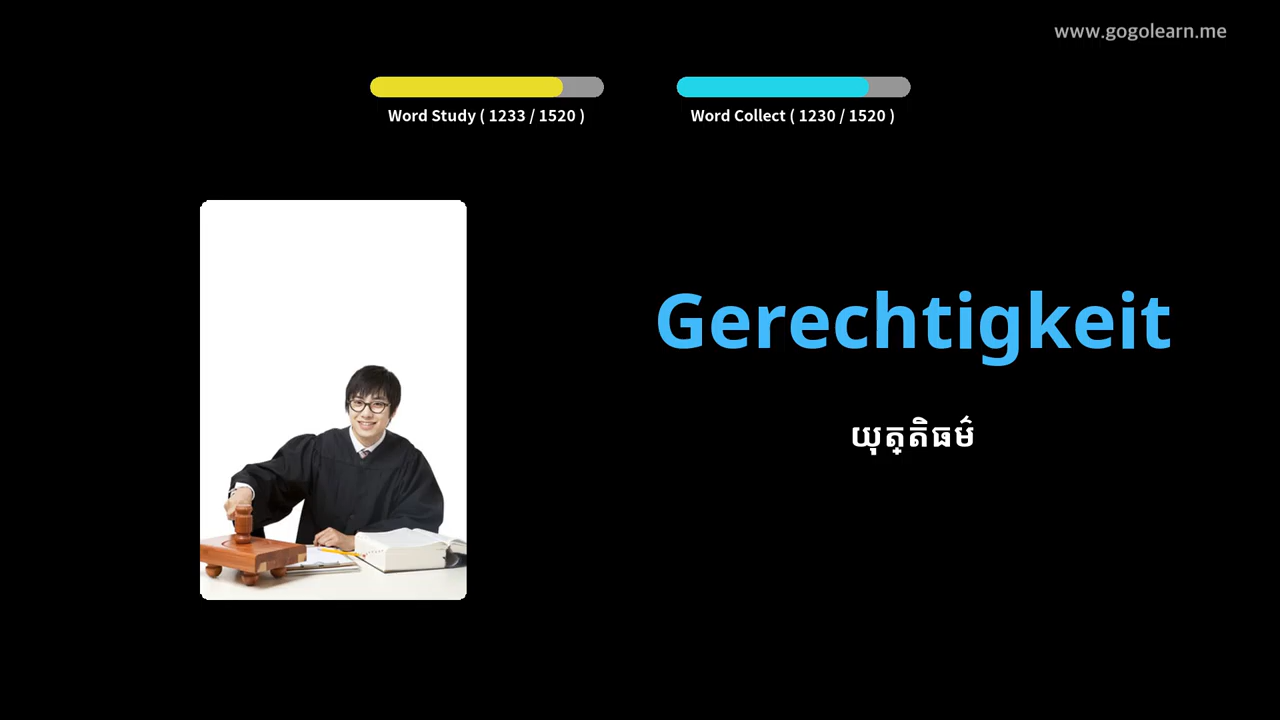 www.gogolearn.me
Word Study ( 1233 / 1520 )
Word Collect ( 1230 / 1520 )
Gerechtigkeit
យុត្តិធម៌